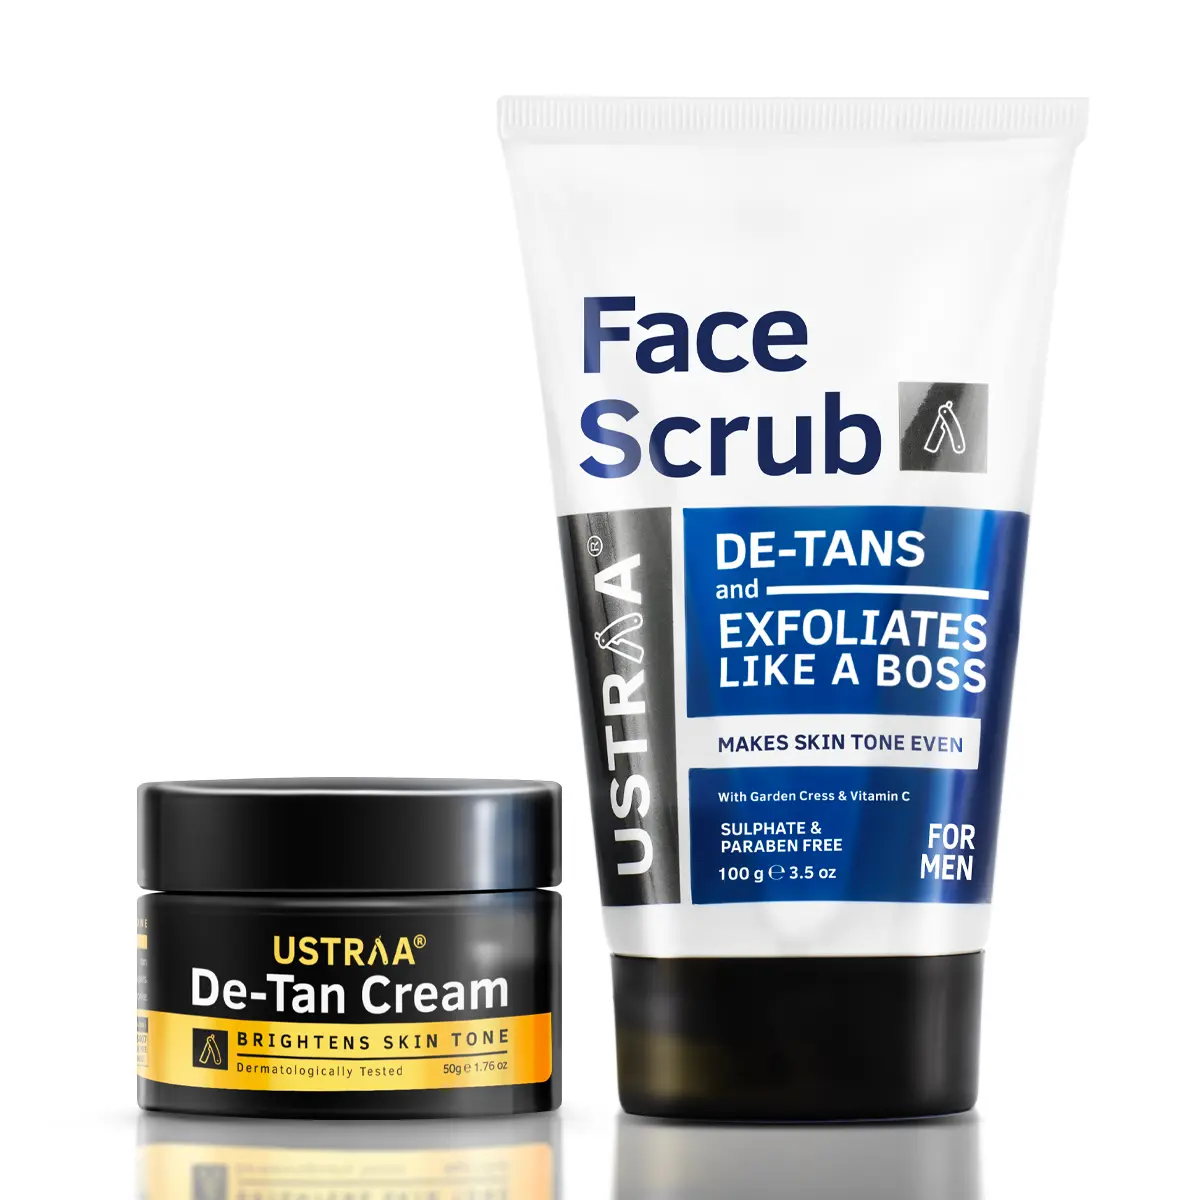 Face
Scrub
USTRAA®
DE-TANS
and
EXFOLIATES
LIKE A BOSS
MAKES SKIN TONE EVEN
With Garden Cress & Vitamin C
SULPHATE &
PARABEN FREE
100 g ℮ 3.5 oz
FOR
MEN
USTRAA®
De-Tan Cream
BRIGHTENS SKIN TONE
Dermatologically Tested
50g ℮ 1.76 oz